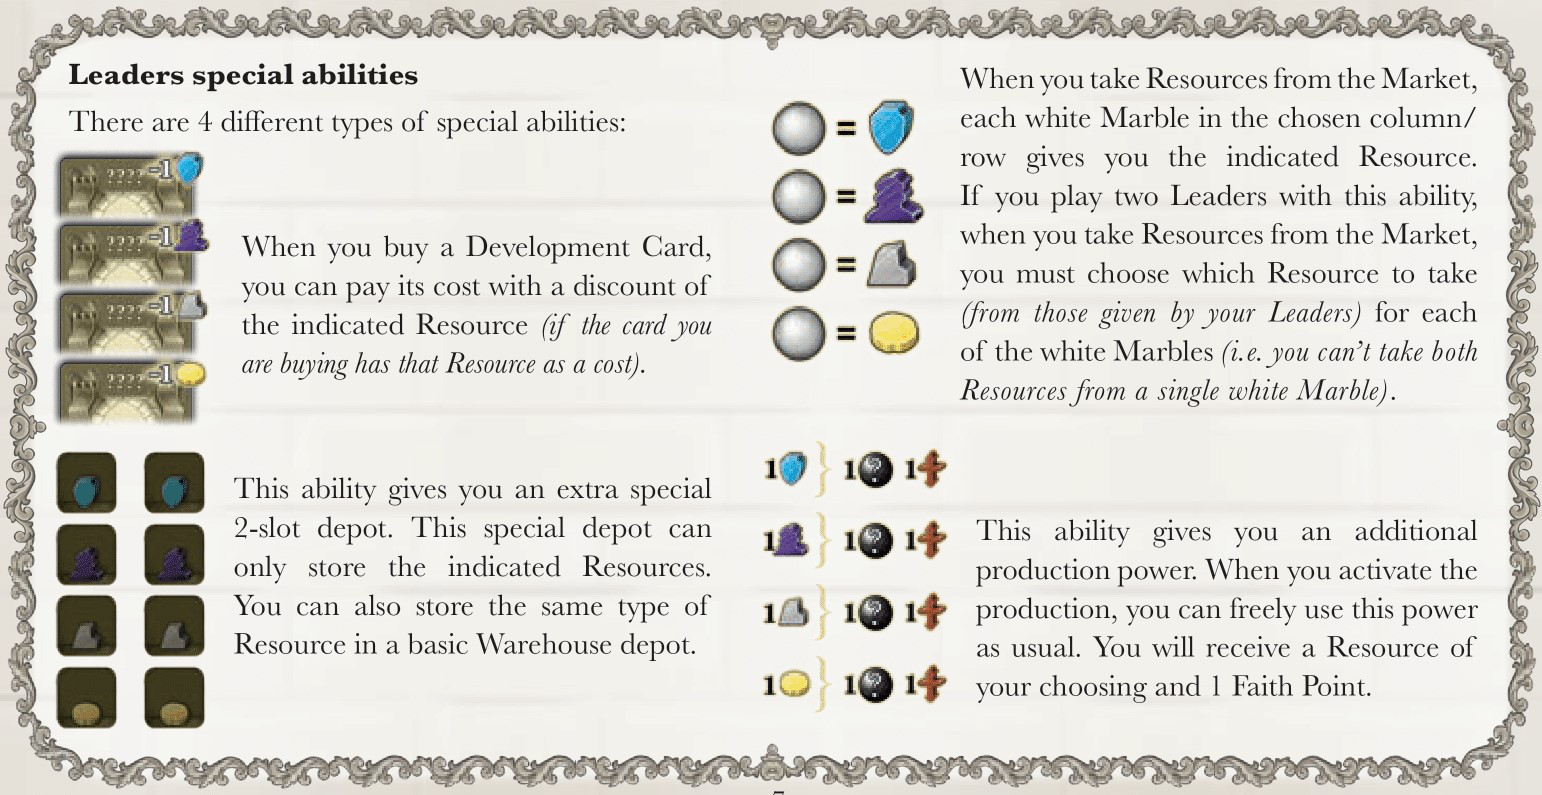 Leaders special abilities
There are 4 different types of special abilities:
-1
-1
-1
-1
When you buy a Development Card,
you can pay its cost with a discount of
the indicated Resource (if the card you
are buying has that Resource as a cost).
This ability gives you an extra special
2-slot depot. This special depot can
only store the indicated Resources.
You can also store the same type of
Resource in a basic Warehouse depot.
=
=
=
=
When you take Resources from the Market,
each white Marble in the chosen column/
row gives you the indicated Resource.
If you play two Leaders with this ability,
when you take Resources from the Market,
you must choose which Resource to take
(from those given by your Leaders) for each
of the white Marbles (i.e. you can't take both
Resources from a single white Marble).
1 } 1 ? 1
1 } 1 ? 1
1 } 1 ? 1
1 } 1 ? 1
This ability gives you an additional
production power. When you activate the
production, you can freely use this power
as usual. You will receive a Resource of
your choosing and 1 Faith Point.